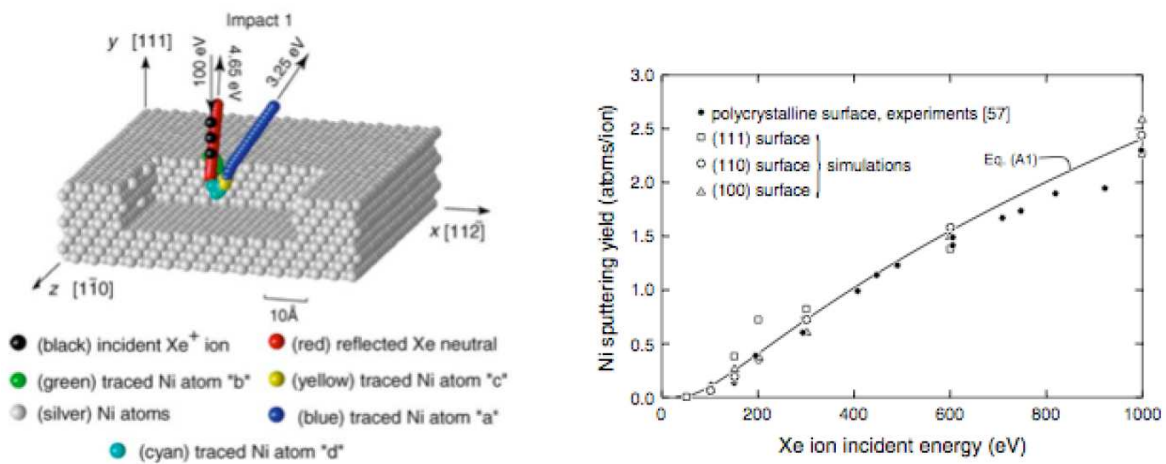 Impact 1
y [111]
100 eV
4.65 eV
3.25 eV
x [112̄]
z [11̄0]
10Å
(black) incident Xe⁺ ion
(red) reflected Xe neutral
(green) traced Ni atom "b"
(yellow) traced Ni atom "c"
(silver) Ni atoms
(blue) traced Ni atom "a"
(cyan) traced Ni atom "d"
Ni sputtering yield (atoms/ion)
3.0
2.5
2.0
1.5
1.0
0.5
0.0
polycrystalline surface, experiments [57]
(111) surface
(110) surface
(100) surface
simulations
Eq. (A1)
0 200 400 600 800 1000
Xe ion incident energy (eV)